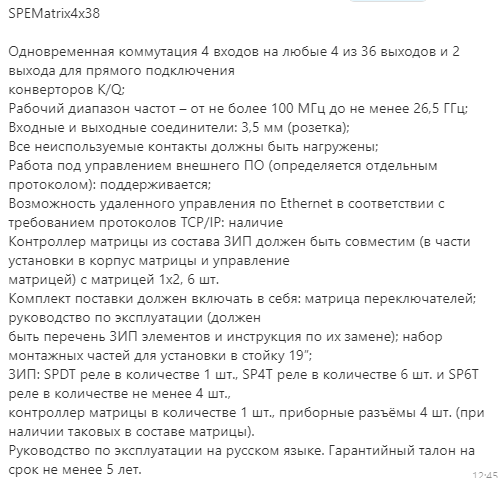 SPEMatrix4x38
Одновременная коммутация 4 входов на любые 4 из 36 выходов и 2
выхода для прямого подключения
конверторов K/Q;
Рабочий диапазон частот – от не более 100 МГц до не менее 26,5 ГГц;
Входные и выходные соединители: 3,5 мм (розетка);
Все неиспользуемые контакты должны быть нагружены;
Работа под управлением внешнего ПО (определяется отдельным
протоколом): поддерживается;
Возможность удаленного управления по Ethernet в соответствии с
требованием протоколов TCP/IP: наличие
Контроллер матрицы из состава ЗИП должен быть совместим (в части
установки в корпус матрицы и управление
матрицей) с матрицей 1x2, 6 шт.
Комплект поставки должен включать в себя: матрица переключателей;
руководство по эксплуатации (должен
быть перечень ЗИП элементов и инструкция по их замене); набор
монтажных частей для установки в стойку 19”;
ЗИП: SPDT реле в количестве 1 шт., SP4T реле в количестве 6 шт. и SP6T
реле в количестве не менее 4 шт.,
контроллер матрицы в количестве 1 шт., приборные разъёмы 4 шт. (при
наличии таковых в составе матрицы).
Руководство по эксплуатации на русском языке. Гарантийный талон на
срок не менее 5 лет.
12:45